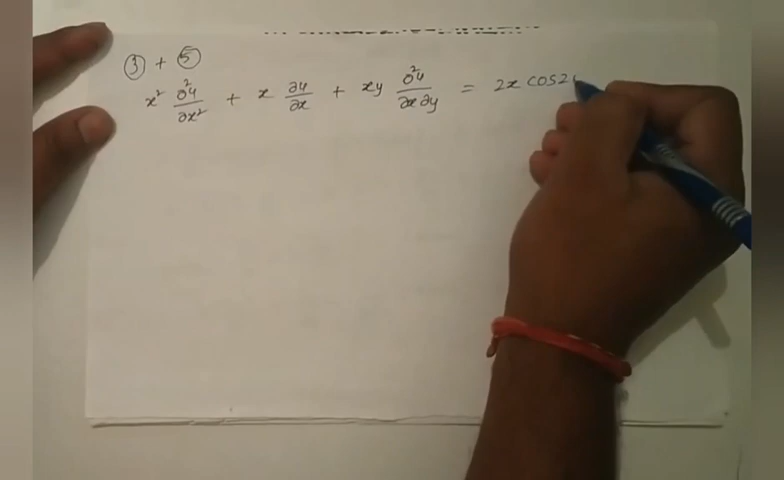 ③ + ⑤
x² ∂²u/∂x² + x ∂u/∂x + xy ∂²u/∂x∂y = 2x cos2